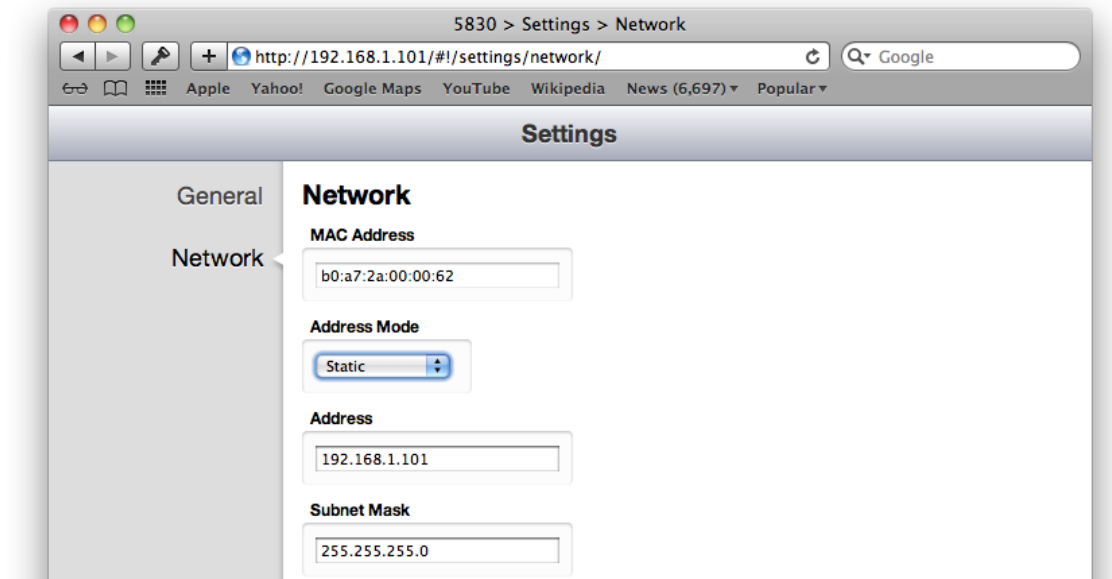 5830 > Settings > Network
http://192.168.1.101/#!/settings/network/
Google
Apple Yahoo! Google Maps YouTube Wikipedia News (6,697) Popular
Settings
General
Network
Network
MAC Address
b0:a7:2a:00:00:62
Address Mode
Static
Address
192.168.1.101
Subnet Mask
255.255.255.0